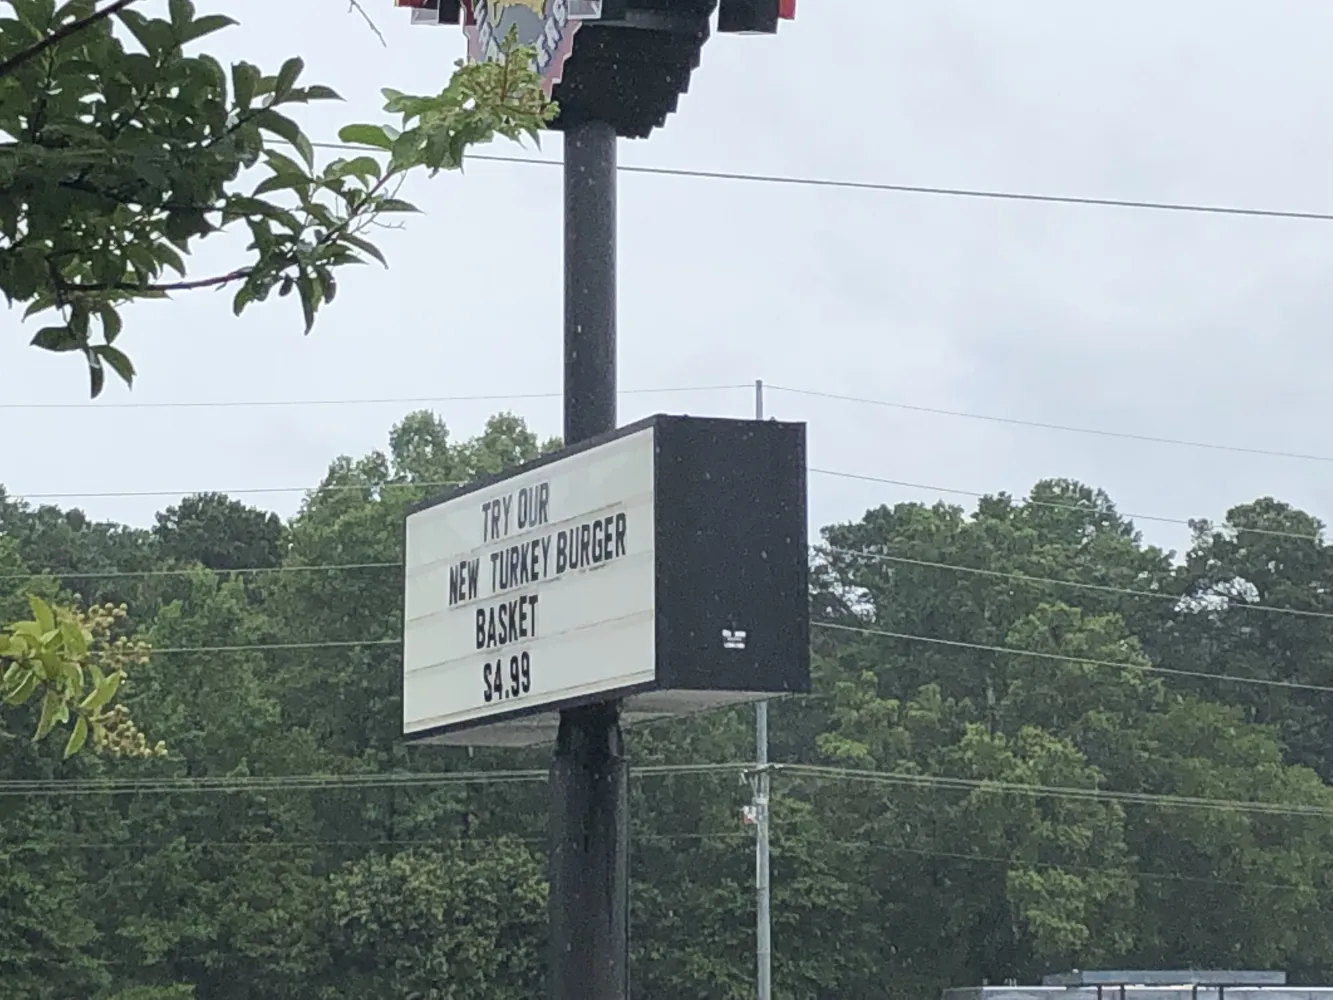 TRY OUR
NEW TURKEY BURGER
BASKET
$4.99